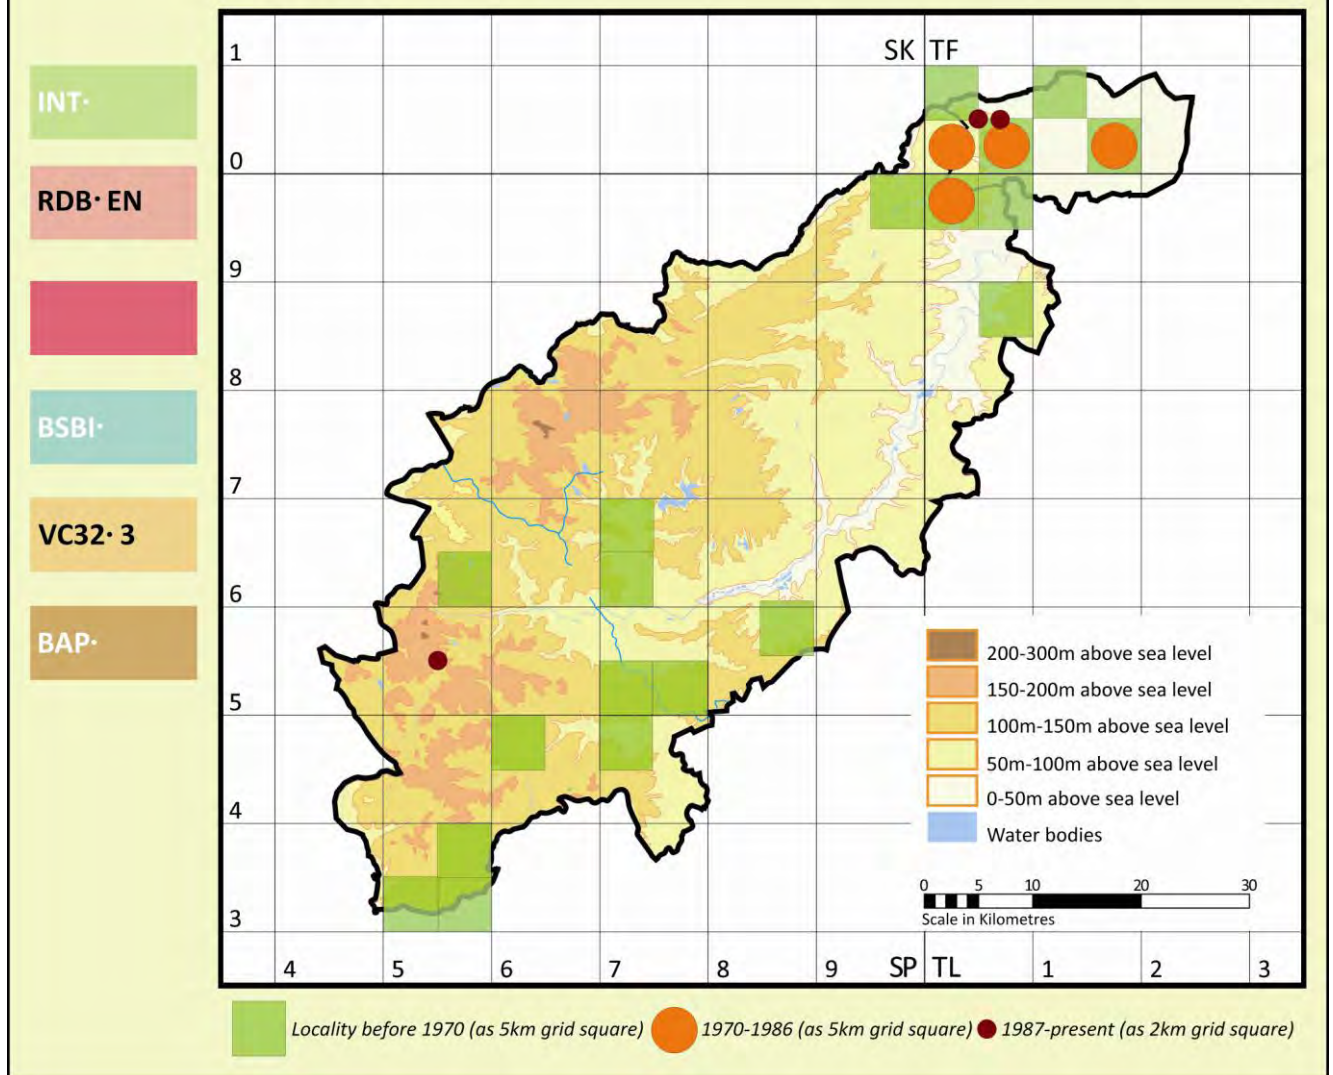 INT·
RDB· EN
BSBI·
VC32· 3
BAP·
SK TF
1
0
9
8
7
6
5
4
3
4 5 6 7 8 9 SP TL 1 2 3
200-300m above sea level
150-200m above sea level
100m-150m above sea level
50m-100m above sea level
0-50m above sea level
Water bodies
0 5 10 20 30
Scale in Kilometres
Locality before 1970 (as 5km grid square) 1970-1986 (as 5km grid square) 1987-present (as 2km grid square)